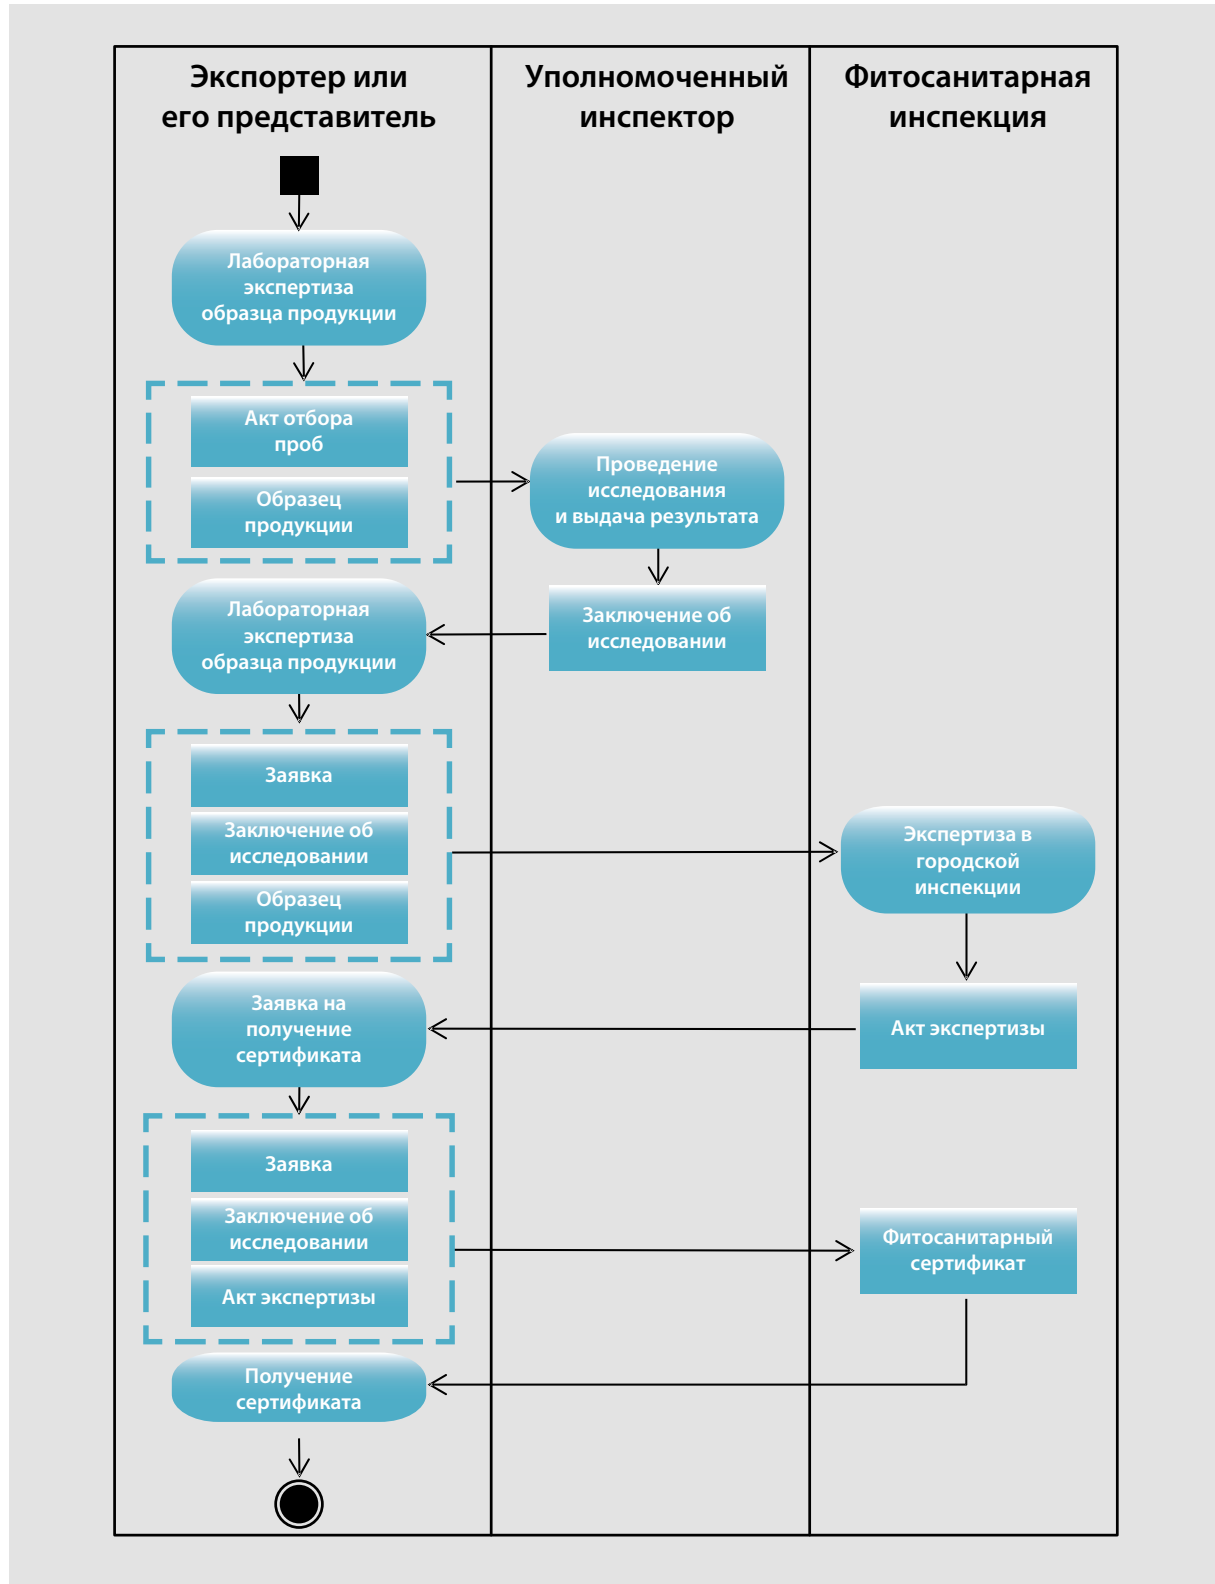 Экспортер или
его представитель
Уполномоченный
инспектор
Фитосанитарная
инспекция
Лабораторная
экспертиза
образца продукции
Акт отбора
проб
Образец
продукции
Проведение
исследования
и выдача результата
Заключение об
исследовании
Лабораторная
экспертиза
образца продукции
Заявка
Заключение об
исследовании
Образец
продукции
Экспертиза в
городской
инспекции
Акт экспертизы
Заявка на
получение
сертификата
Заявка
Заключение об
исследовании
Акт экспертизы
Фитосанитарный
сертификат
Получение
сертификата